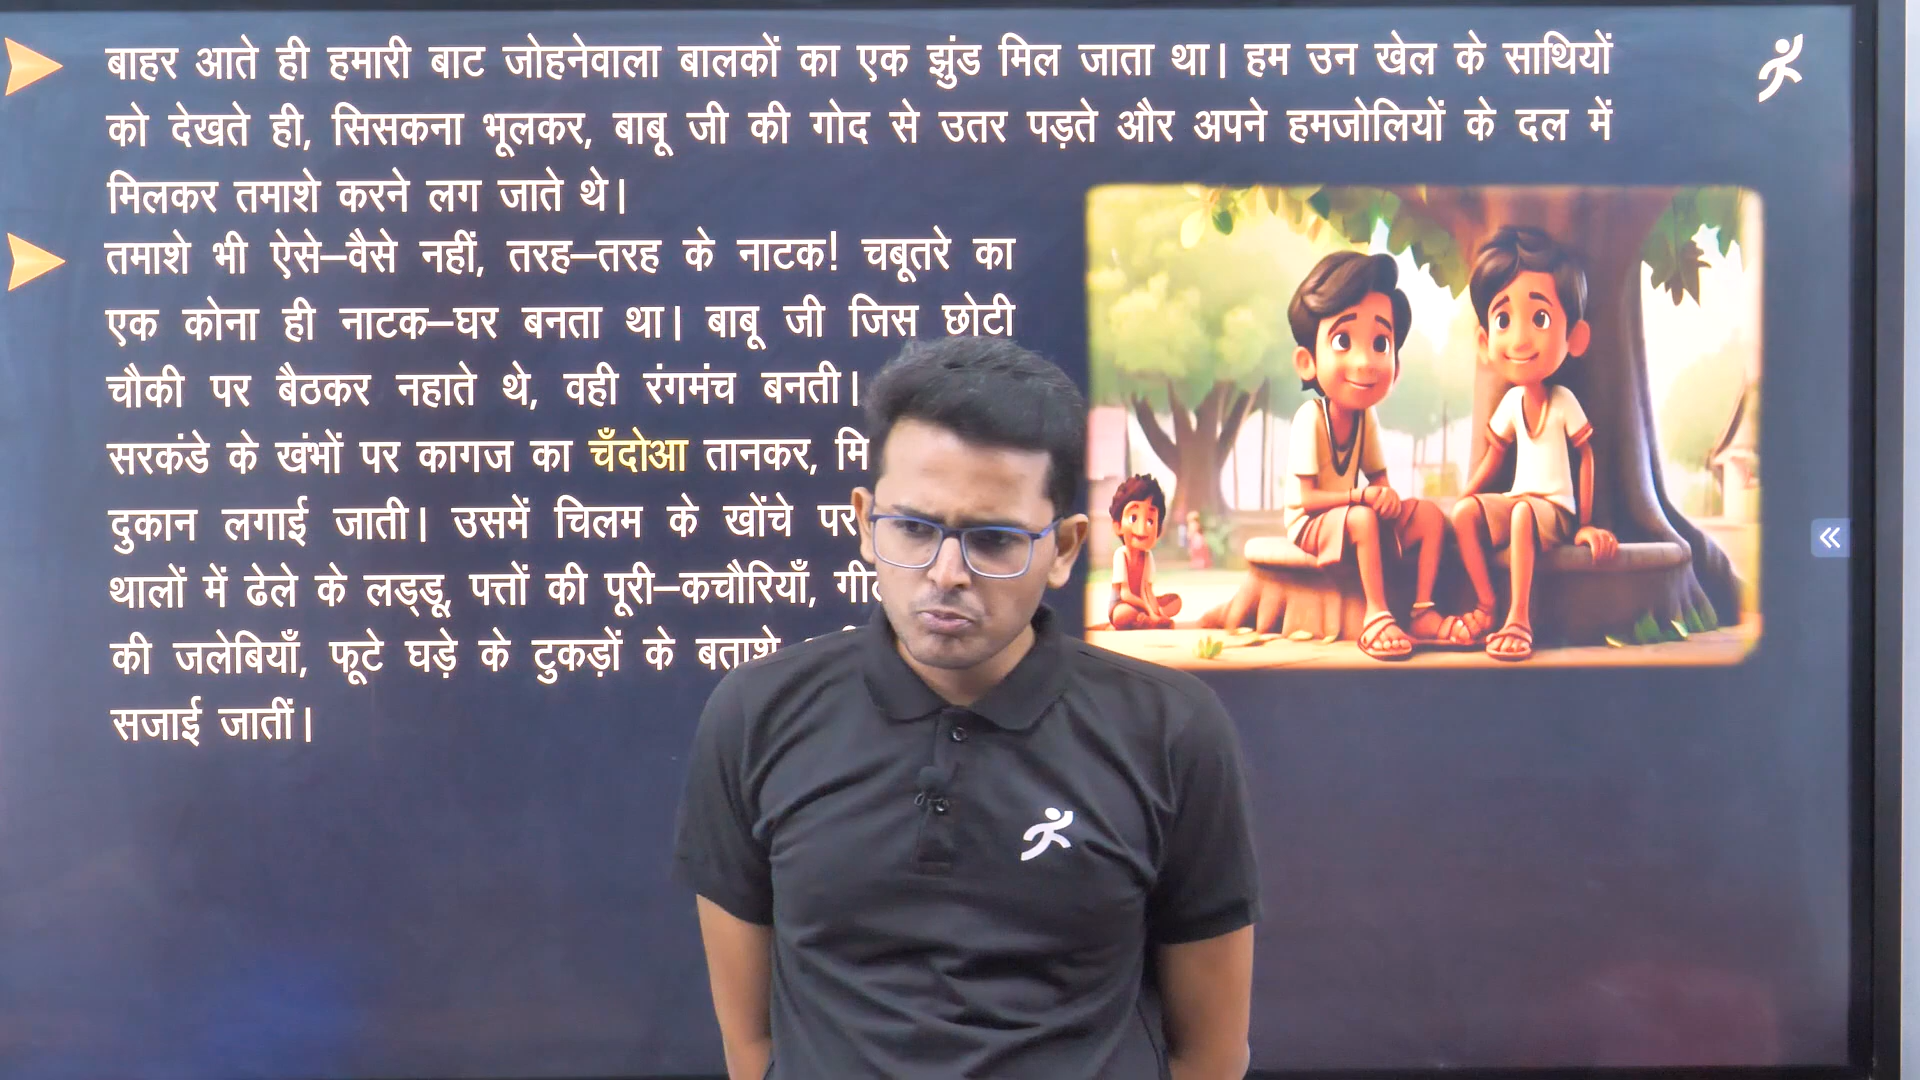 बाहर आते ही हमारी बाट जोहनेवाला बालकों का एक झुंड मिल जाता था। हम उन खेल के साथियों
को देखते ही, सिसकना भूलकर, बाबू जी की गोद से उतर पड़ते और अपने हमजोलियों के दल में
मिलकर तमाशे करने लग जाते थे।
तमाशे भी ऐसे–वैसे नहीं, तरह–तरह के नाटक! चबूतरे का
एक कोना ही नाटक–घर बनता था। बाबू जी जिस छोटी
चौकी पर बैठकर नहाते थे, वही रंगमंच बनती।
सरकंडे के खंभों पर कागज का चँदोआ तानकर,
दुकान लगाई जाती। उसमें चिलम के खोंचे पर
थालों में ढेले के लड्डू, पत्तों की पूरी–कचौरियाँ,
की जलेबियाँ, फूटे घड़े के टुकड़ों के बताशे
सजाई जातीं।